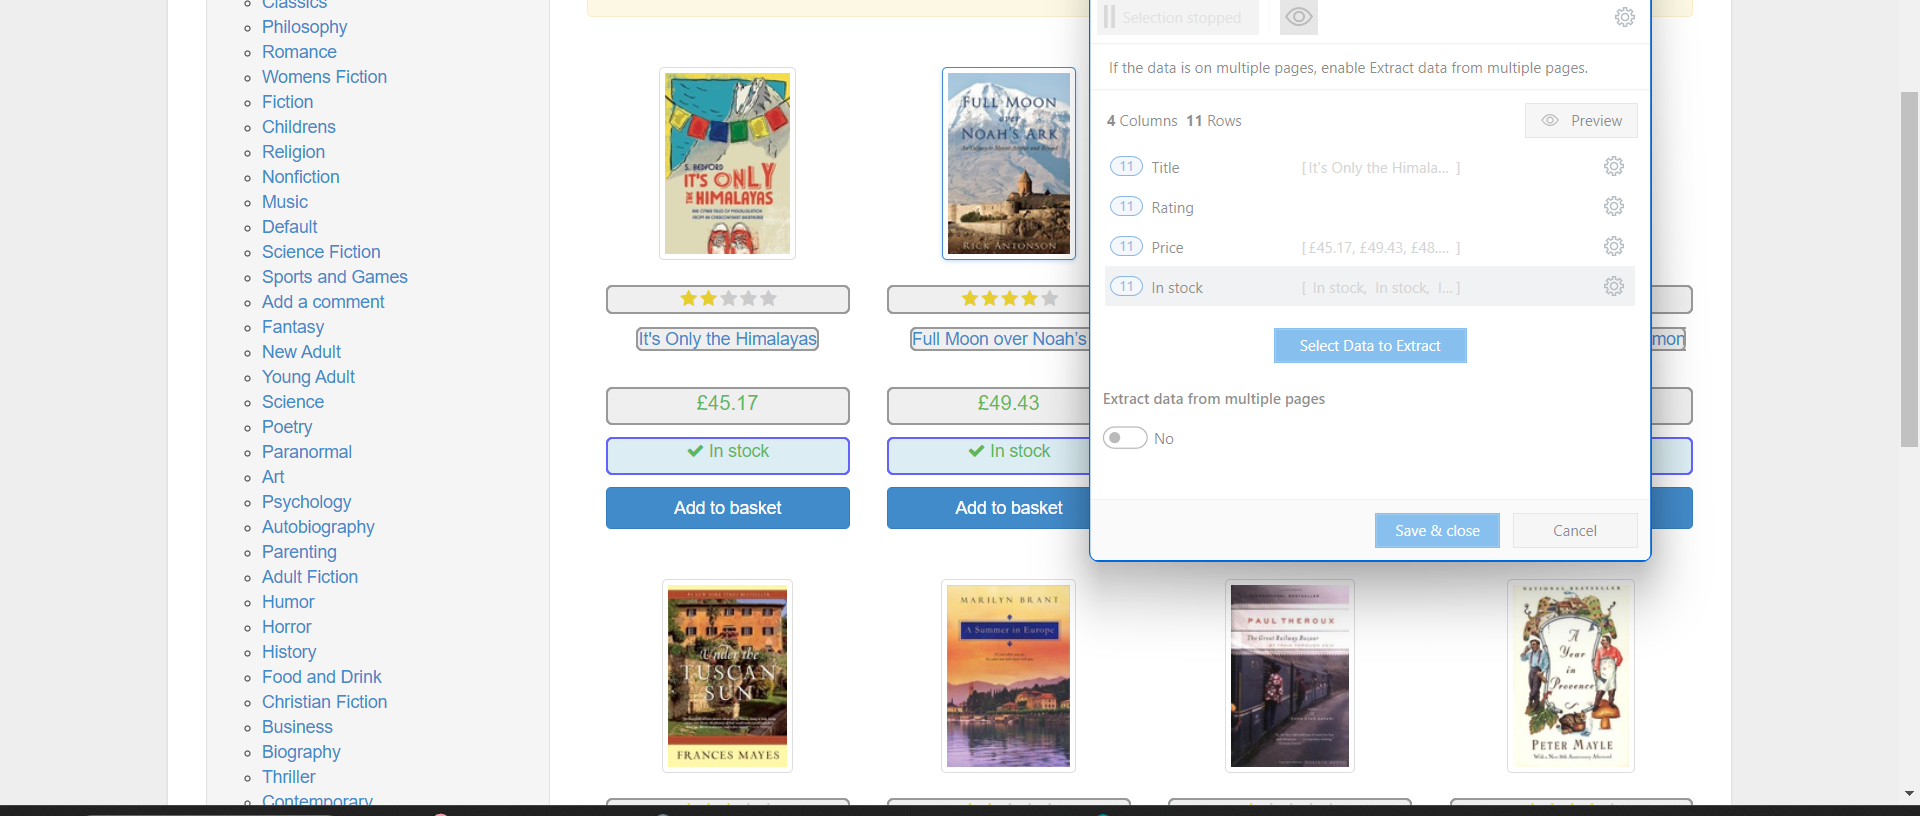 Classics
Philosophy
Romance
Womens Fiction
Fiction
Childrens
Religion
Nonfiction
Music
Default
Science Fiction
Sports and Games
Add a comment
Fantasy
New Adult
Young Adult
Science
Poetry
Paranormal
Art
Psychology
Autobiography
Parenting
Adult Fiction
Humor
Horror
History
Food and Drink
Christian Fiction
Business
Biography
Thriller
Contemporary
S. BEDFORD
IT'S ONLY
THE HIMALAYAS
It's Only the Himalayas
£45.17
In stock
Add to basket
FULL MOON
over
NOAH'S ARK
RICK ANTONSON
Full Moon over Noah's
£49.43
In stock
Add to basket
Selection stopped
If the data is on multiple pages, enable Extract data from multiple pages.
4 Columns 11 Rows
Preview
11 Title [It's Only the Himala... ]
11 Rating
11 Price [£45.17, £49.43, £48.... ]
11 In stock [ In stock, In stock, I... ]
Select Data to Extract
Extract data from multiple pages
No
Save & close
Cancel
mon
Under the
TUSCAN
SUN
FRANCES MAYES
MARILYN BRANT
A Summer in Europe
PAUL THEROUX
The Great Railway Bazaar
BY TRAIN THROUGH ASIA
NATIONAL BESTSELLER
A
Year
in
Provence
PETER MAYLE